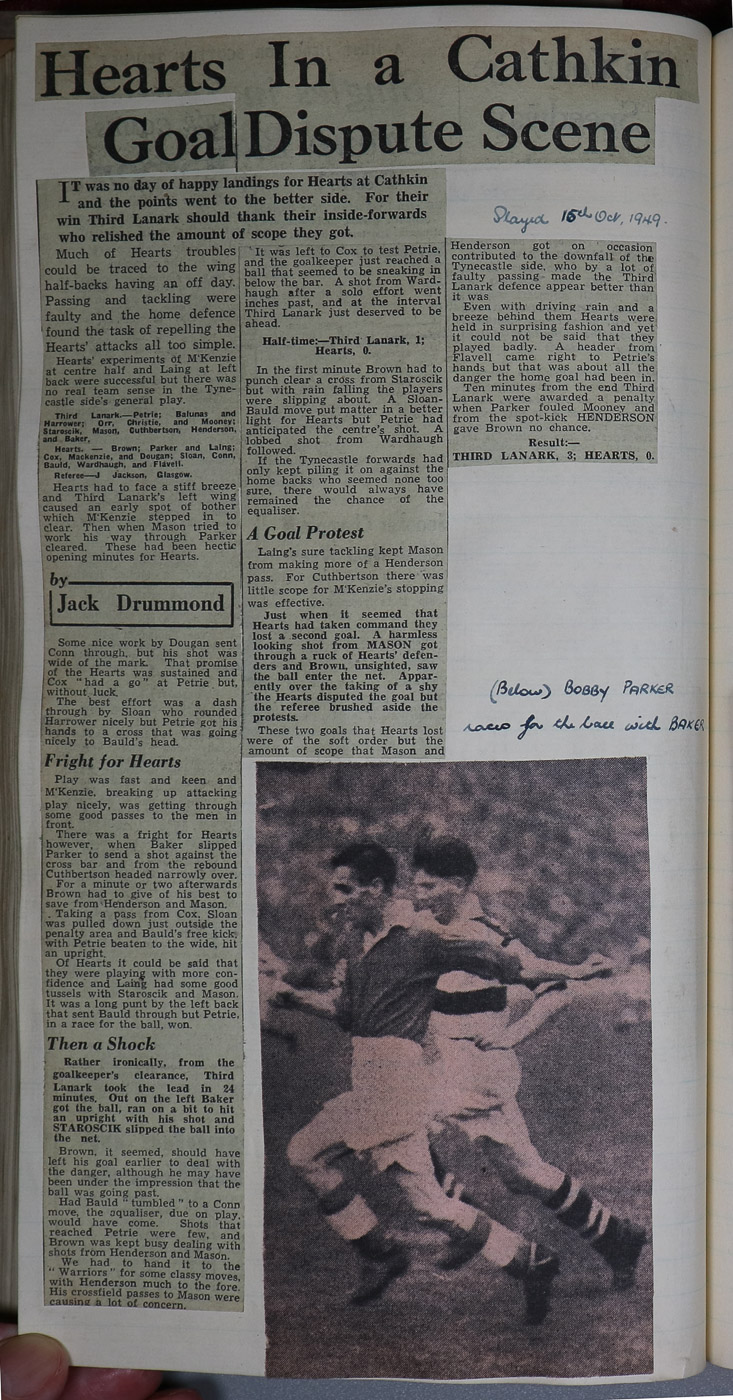 Hearts In a Cathkin
Goal Dispute Scene
IT was no day of happy landings for Hearts at Cathkin
and the points went to the better side. For their
win Third Lanark should thank their inside-forwards
who relished the amount of scope they got.
Much of Hearts troubles
could be traced to the wing
half-backs having an off day.
Passing and tackling were
faulty and the home defence
found the task of repelling the
Hearts' attacks all too simple.
Hearts' experiments of M'Kenzie
at centre half and Laing at left
back were successful but there was
no real team sense in the Tyne-
castle side's general play.
Third Lanark.—Petrie; Balunas and
Harrower; Orr, Christie, and Mooney;
Staroscik, Mason, Cuthbertson, Henderson,
and Baker,
Hearts. — Brown; Parker and Laing;
Cox, Mackenzie, and Dougan; Sloan, Conn,
Bauld, Wardhaugh, and Flavell.
Referee—J Jackson, Glasgow.
Hearts had to face a stiff breeze
and Third Lanark's left wing
caused an early spot of bother
which M'Kenzie stepped in to
clear. Then when Mason tried to
work his way through Parker
cleared. These had been hectic
opening minutes for Hearts.
by
Jack Drummond
Some nice work by Dougan sent
Conn through, but his shot was
wide of the mark. That promise
of the Hearts was sustained and
Cox "had a go" at Petrie but,
without luck.
The best effort was a dash
through by Sloan who rounded
Harrower nicely but Petrie got his
hands to a cross that was going
nicely to Bauld's head.
Fright for Hearts
Play was fast and keen and
M'Kenzie, breaking up attacking
play nicely, was getting through
some good passes to the men in
front.
There was a fright for Hearts
however, when Baker slipped
Parker to send a shot against the
cross bar and from the rebound
Cuthbertson headed narrowly over.
For a minute or two afterwards
Brown had to give of his best to
save from Henderson and Mason.
Taking a pass from Cox, Sloan
was pulled down just outside the
penalty area and Bauld's free kick,
with Petrie beaten to the wide, hit
an upright.
Of Hearts it could be said that
they were playing with more con-
fidence and Laing had some good
tussels with Staroscik and Mason.
It was a long punt by the left back
that sent Bauld through but Petrie,
in a race for the ball, won.
Then a Shock
Rather ironically, from the
goalkeeper's clearance, Third
Lanark took the lead in 24
minutes. Out on the left Baker
got the ball, ran on a bit to hit
an upright with his shot and
STAROSCIK slipped the ball into
the net.
Brown, it seemed, should have
left his goal earlier to deal with
the danger, although he may have
been under the impression that the
ball was going past.
Had Bauld "tumbled" to a Conn
move, the equaliser, due on play,
would have come. Shots that
reached Petrie were few, and
Brown was kept busy dealing with
shots from Henderson and Mason.
We had to hand it to the
"Warriors" for some classy moves,
with Henderson much to the fore.
His crossfield passes to Mason were
causing a lot of concern.
It was left to Cox to test Petrie,
and the goalkeeper just reached a
ball that seemed to be sneaking in
below the bar. A shot from Ward-
haugh after a solo effort went
inches past, and at the interval
Third Lanark just deserved to be
ahead.
Half-time:—Third Lanark, 1;
Hearts, 0.
In the first minute Brown had to
punch clear a cross from Staroscik
but with rain falling the players
were slipping about. A Sloan-
Bauld move put matter in a better
light for Hearts but Petrie had
anticipated the centre's shot. A
lobbed shot from Wardhaugh
followed.
If the Tynecastle forwards had
only kept piling it on against the
home backs who seemed none too
sure, there would always have
remained the chance of the
equaliser.
A Goal Protest
Laing's sure tackling kept Mason
from making more of a Henderson
pass. For Cuthbertson there was
little scope for M'Kenzie's stopping
was effective.
Just when it seemed that
Hearts had taken command they
lost a second goal. A harmless
looking shot from MASON got
through a ruck of Hearts' defen-
ders and Brown, unsighted, saw
the ball enter the net. Appar-
ently over the taking of a shy
the Hearts disputed the goal but
the referee brushed aside the
protests.
These two goals that Hearts lost
were of the soft order but the
amount of scope that Mason and
Played 15th Oct, 1949.
Henderson got on occasion
contributed to the downfall of the
Tynecastle side, who by a lot of
faulty passing made the Third
Lanark defence appear better than
it was
Even with driving rain and a
breeze behind them Hearts were
held in surprising fashion and yet
it could not be said that they
played badly. A header from
Flavell came right to Petrie's
hands but that was about all the
danger the home goal had been in.
Ten minutes from the end Third
Lanark were awarded a penalty
when Parker fouled Mooney and
from the spot-kick HENDERSON
gave Brown no chance.
Result:—
THIRD LANARK, 3; HEARTS, 0.
(Below) BOBBY PARKER
races for the ball with BAKER